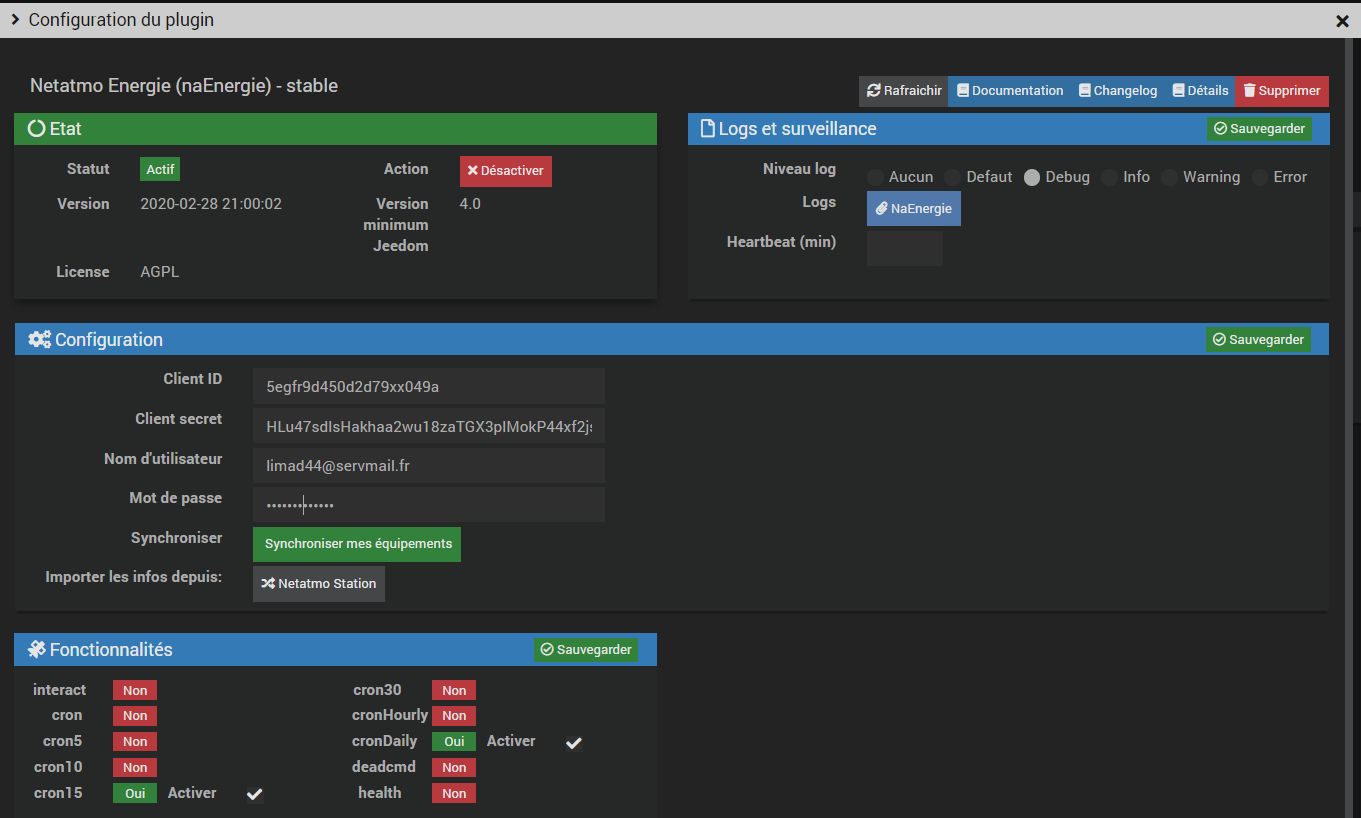 Configuration du plugin
Netatmo Energie (naEnergie) - stable
Rafraichir Documentation Changelog Détails Supprimer
Etat
Statut Actif Action Désactiver
Version 2020-02-28 21:00:02 Version minimum Jeedom 4.0
License AGPL
Logs et surveillance Sauvegarder
Niveau log Aucun Defaut Debug Info Warning Error
Logs NaEnergie
Heartbeat (min)
Configuration Sauvegarder
Client ID 5egfr9d450d2d79xx049a
Client secret HLu47sdlsHakhaa2wu18zaTGX3plMokP44xf2js
Nom d'utilisateur limad44@servmail.fr
Mot de passe •••••••••••••
Synchroniser Synchroniser mes équipements
Importer les infos depuis: Netatmo Station
Fonctionnalités Sauvegarder
interact Non cron30 Non
cron Non cronHourly Non
cron5 Non cronDaily Oui Activer
cron10 Non deadcmd Non
cron15 Oui Activer health Non